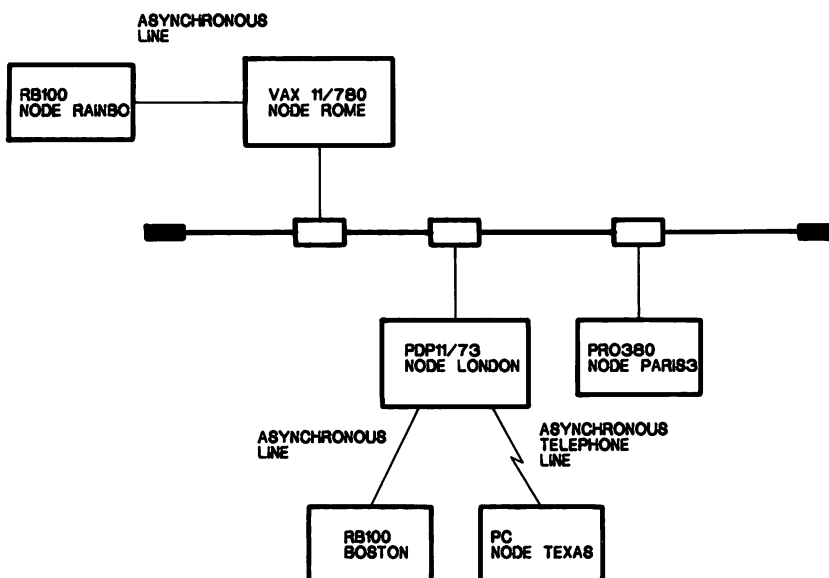 ASYNCHRONOUS
LINE
RB100
NODE RAINBO
VAX 11/780
NODE ROME
PDP11/73
NODE LONDON
PRO380
NODE PARIS3
ASYNCHRONOUS
LINE
ASYNCHRONOUS
TELEPHONE
LINE
RB100
BOSTON
PC
NODE TEXAS